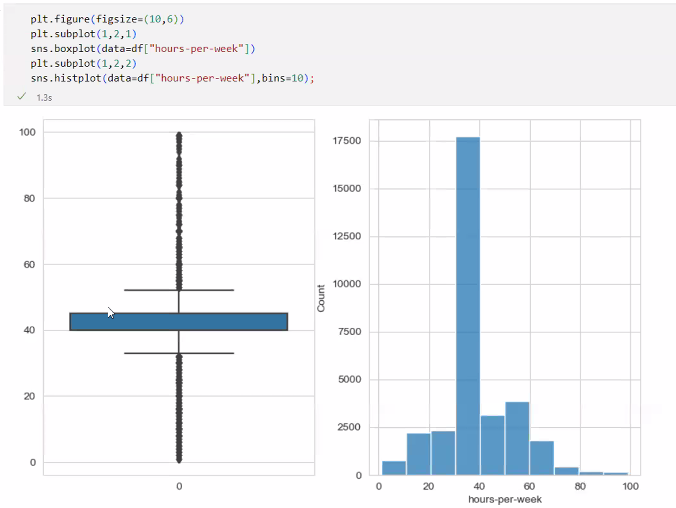 plt.figure(figsize=(10,6))
plt.subplot(1,2,1)
sns.boxplot(data=df["hours-per-week"])
plt.subplot(1,2,2)
sns.histplot(data=df["hours-per-week"],bins=10);
1.3s
100
80
60
40
20
0
0
17500
15000
12500
10000
7500
5000
2500
0
Count
0 20 40 60 80 100
hours-per-week